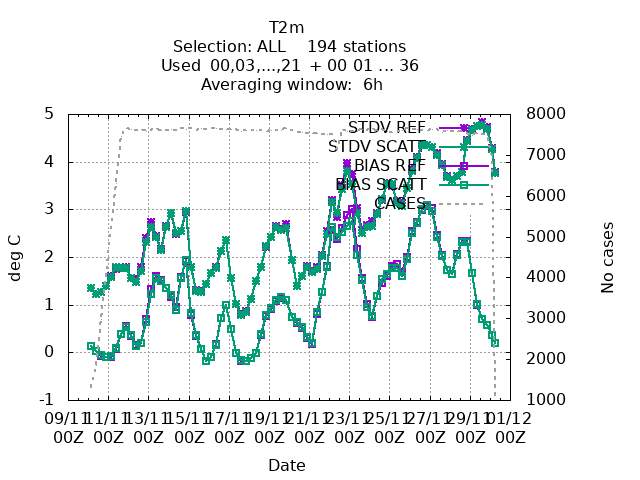 T2m
Selection: ALL 194 stations
Used 00,03,...,21 + 00 01 ... 36
Averaging window: 6h
5
4
3
2
1
0
-1
deg C
8000
7000
6000
5000
4000
3000
2000
1000
No cases
STDV REF
STDV SCATT
BIAS REF
BIAS SCATT
CASES
09/11 11/11 13/11 15/11 17/11 19/11 21/11 23/11 25/11 27/11 29/11 01/12
00Z 00Z 00Z 00Z 00Z 00Z 00Z 00Z 00Z 00Z 00Z 00Z
Date